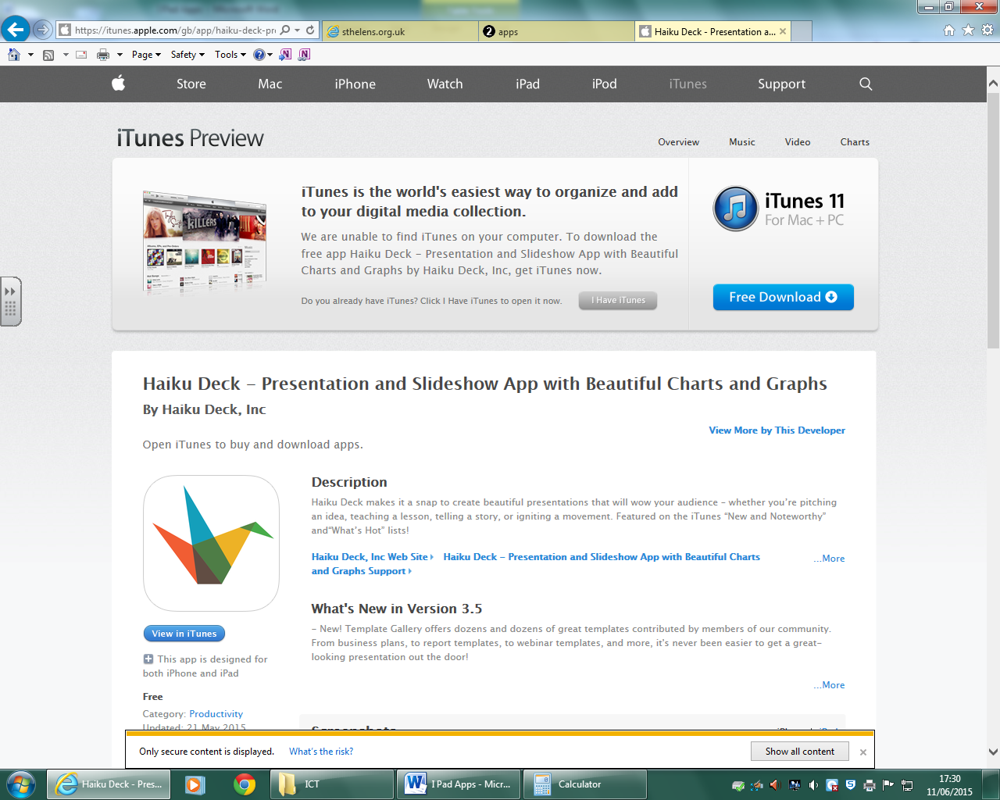 https://itunes.apple.com/gb/app/haiku-deck-pr
sthelens.org.uk
apps
Haiku Deck - Presentation a...
Page
Safety
Tools
Store
Mac
iPhone
Watch
iPad
iPod
iTunes
Support
iTunes Preview
Overview
Music
Video
Charts
iTunes is the world's easiest way to organize and add
to your digital media collection.
We are unable to find iTunes on your computer. To download the
free app Haiku Deck - Presentation and Slideshow App with Beautiful
Charts and Graphs by Haiku Deck, Inc, get iTunes now.
Do you already have iTunes? Click I Have iTunes to open it now.
I Have iTunes
iTunes 11
For Mac + PC
Free Download
KILLERS
Haiku Deck - Presentation and Slideshow App with Beautiful Charts and Graphs
By Haiku Deck, Inc
View More by This Developer
Open iTunes to buy and download apps.
Description
Haiku Deck makes it a snap to create beautiful presentations that will wow your audience – whether you’re pitching
an idea, teaching a lesson, telling a story, or igniting a movement. Featured on the iTunes “New and Noteworthy”
and“What’s Hot” lists!
Haiku Deck, Inc Web Site
Haiku Deck - Presentation and Slideshow App with Beautiful Charts
and Graphs Support
...More
What's New in Version 3.5
- New! Template Gallery offers dozens and dozens of great templates contributed by members of our community.
From business plans, to report templates, to webinar templates, and more, it's never been easier to get a great-
looking presentation out the door!
...More
View in iTunes
This app is designed for
both iPhone and iPad
Free
Category: Productivity
Updated: 21 May 2015
Screenshots
Only secure content is displayed.
What's the risk?
Show all content
Haiku Deck - Pres...
ICT
I Pad Apps - Micr...
Calculator
17:30
11/06/2015